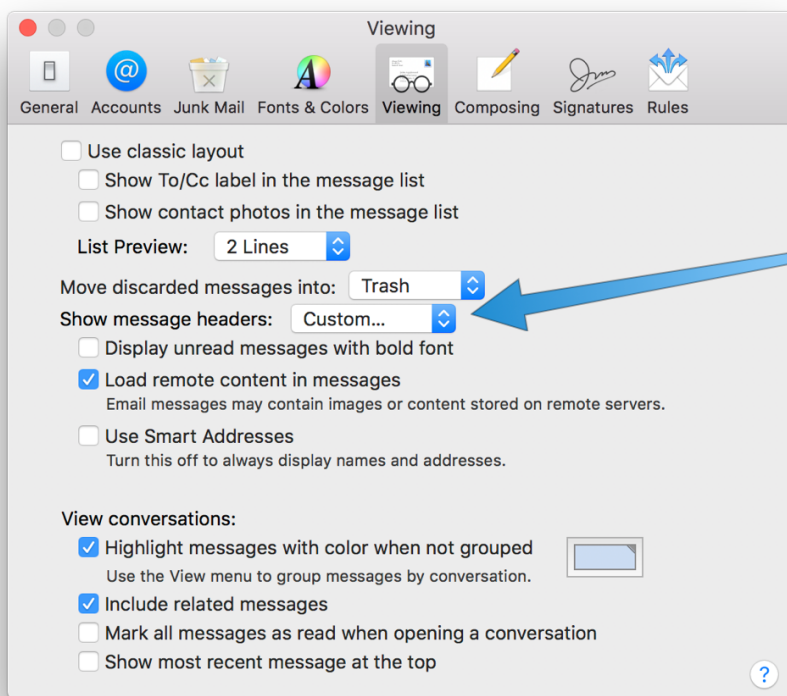 Viewing
General Accounts Junk Mail Fonts & Colors Viewing Composing Signatures Rules
Use classic layout
Show To/Cc label in the message list
Show contact photos in the message list
List Preview: 2 Lines
Move discarded messages into: Trash
Show message headers: Custom...
Display unread messages with bold font
Load remote content in messages
Email messages may contain images or content stored on remote servers.
Use Smart Addresses
Turn this off to always display names and addresses.
View conversations:
Highlight messages with color when not grouped
Use the View menu to group messages by conversation.
Include related messages
Mark all messages as read when opening a conversation
Show most recent message at the top
?